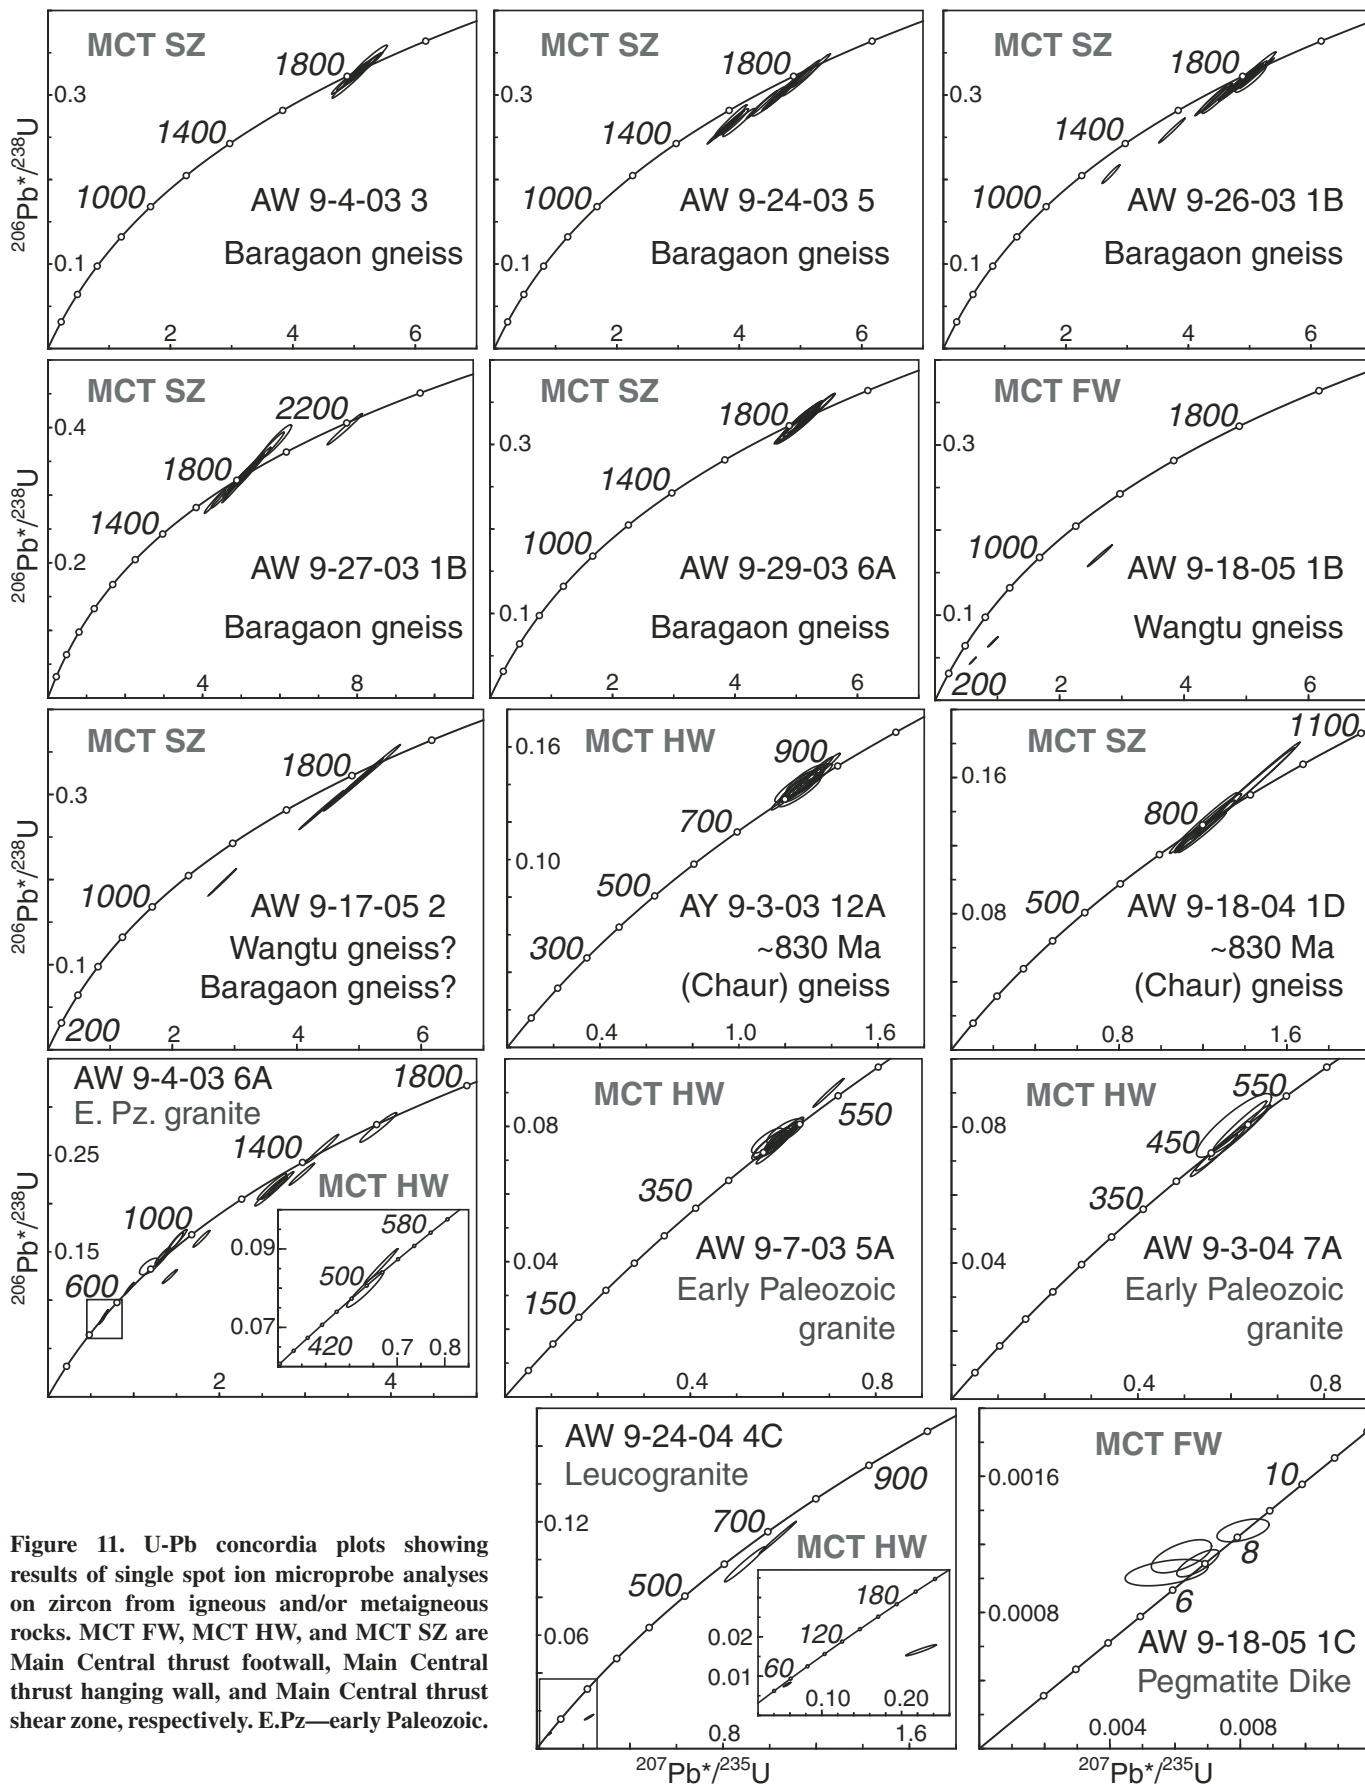 MCT SZ
1800
0.3
1400
1000
AW 9-4-03 3
Baragaon gneiss
0.1
2 4 6
206Pb*/238U
MCT SZ
1800
0.3
1400
1000
AW 9-24-03 5
Baragaon gneiss
0.1
2 4 6
MCT SZ
1800
0.3
1400
1000
AW 9-26-03 1B
Baragaon gneiss
0.1
2 4 6
MCT SZ
2200
0.4
1800
1400
0.2
AW 9-27-03 1B
Baragaon gneiss
4 8
206Pb*/238U
MCT SZ
1800
0.3
1400
1000
AW 9-29-03 6A
0.1
Baragaon gneiss
2 4 6
MCT FW
1800
0.3
1000
AW 9-18-05 1B
0.1
Wangtu gneiss
200
2 4 6
MCT SZ
1800
0.3
1000
AW 9-17-05 2
Wangtu gneiss?
0.1
Baragaon gneiss?
200
2 4 6
206Pb*/238U
MCT HW
0.16
900
700
0.10
500
AY 9-3-03 12A
300
~830 Ma
(Chaur) gneiss
0.4 1.0 1.6
MCT SZ
1100
0.16
800
500
AW 9-18-04 1D
0.08
~830 Ma
(Chaur) gneiss
0.8 1.6
AW 9-4-03 6A
E. Pz. granite
1800
1400
0.25
MCT HW
1000
580
0.15
0.09
500
600
0.07
420
0.7 0.8
2 4
206Pb*/238U
MCT HW
0.08
550
350
AW 9-7-03 5A
0.04
Early Paleozoic
granite
150
0.4 0.8
MCT HW
550
0.08
450
350
AW 9-3-04 7A
0.04
Early Paleozoic
granite
0.4 0.8
AW 9-24-04 4C
Leucogranite
900
0.12
700
MCT HW
500
180
0.06
0.02
120
60
0.01
0.10 0.20
0.8 1.6
207Pb*/235U
MCT FW
0.0016
10
8
0.0008
6
AW 9-18-05 1C
Pegmatite Dike
0.004 0.008
207Pb*/235U
Figure 11. U-Pb concordia plots showing
results of single spot ion microprobe analyses
on zircon from igneous and/or metaigneous
rocks. MCT FW, MCT HW, and MCT SZ are
Main Central thrust footwall, Main Central
thrust hanging wall, and Main Central thrust
shear zone, respectively. E.Pz—early Paleozoic.